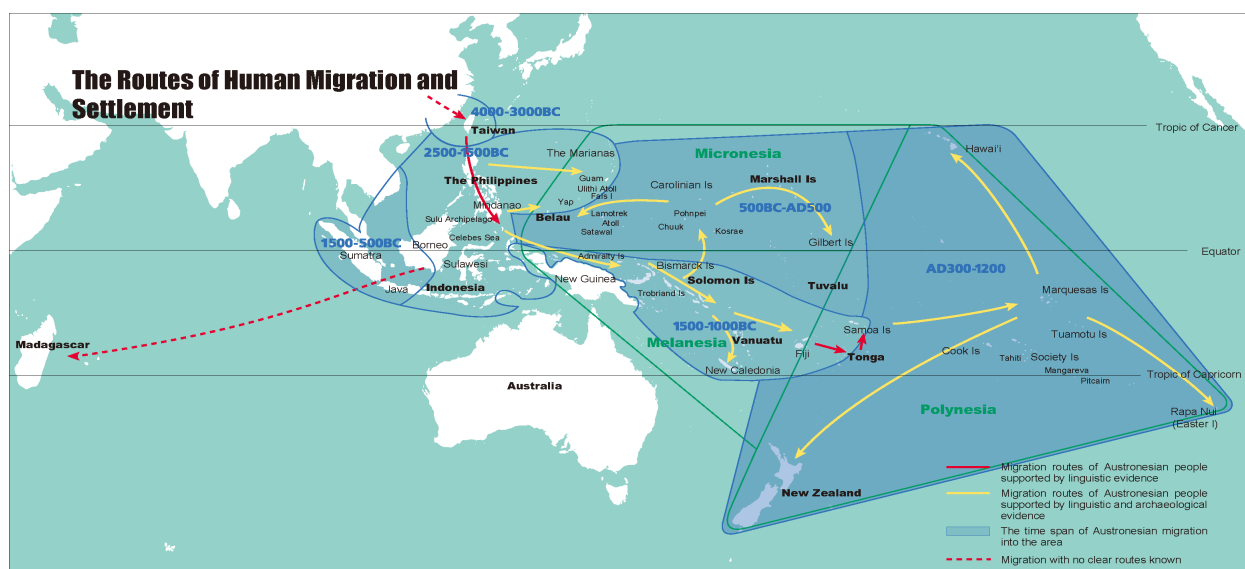 The Routes of Human Migration and
Settlement
4000-3000BC
Taiwan
Tropic of Cancer
2500-1500BC
The Marianas
Micronesia
Hawai'i
The Philippines
Guam
Ulithi Atoll
Fais I
Yap
Carolinian Is
Marshall Is
Mindanao
Belau
Lamotrek
Atoll
Satawal
Pohnpei
Chuuk
Kosrae
500BC-AD500
Sulu Archipelago
Celebes Sea
Gilbert Is
1500-500BC
Sumatra
Borneo
Equator
Admiralty Is
Sulawesi
Bismarck Is
AD300-1200
New Guinea
Solomon Is
Tuvalu
Java
Indonesia
Trobriand Is
Marquesas Is
1500-1000BC
Samoa Is
Tuamotu Is
Madagascar
Melanesia
Vanuatu
Fiji
Tonga
Cook Is
Tahiti
Society Is
New Caledonia
Mangareva
Pitcairn
Tropic of Capricorn
Australia
Polynesia
Rapa Nui
(Easter I)
New Zealand
Migration routes of Austronesian people
supported by linguistic evidence
Migration routes of Austronesian people
supported by linguistic and archaeological
evidence
The time span of Austronesian migration
into the area
Migration with no clear routes known